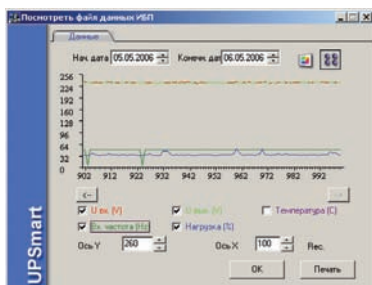 Посмотреть файл данных ИБП
Данные
Нач. дата 05.05.2006 Конечн. дат 06.05.2006
256
224
192
160
128
96
64
32
0
902 912 922 932 942 952 962 972 982 992
<--
U вх. (V) U вых. (V) Температура (C)
Вх. частота (Hz) Нагрузка (%)
Ось Y 260 Ось X 100 Rec.
OK Печать
UPSmart